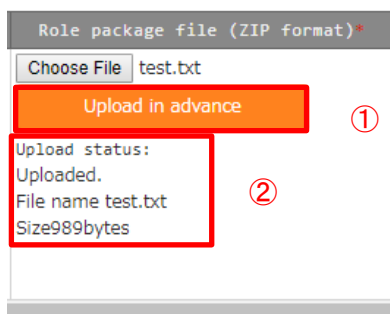 Role package file (ZIP format)*
Choose File test.txt
Upload in advance
①
Upload status:
Uploaded.
②
File name test.txt
Size989bytes